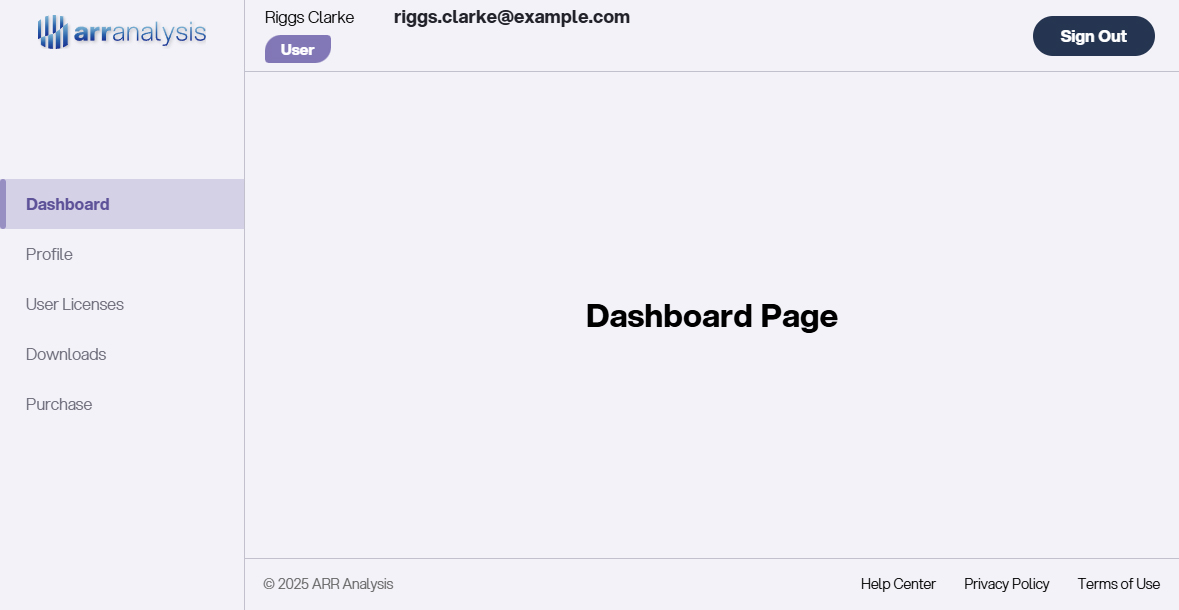 arranalysis
Riggs Clarke
riggs.clarke@example.com
User
Sign Out
Dashboard
Profile
User Licenses
Downloads
Purchase
Dashboard Page
© 2025 ARR Analysis
Help Center
Privacy Policy
Terms of Use